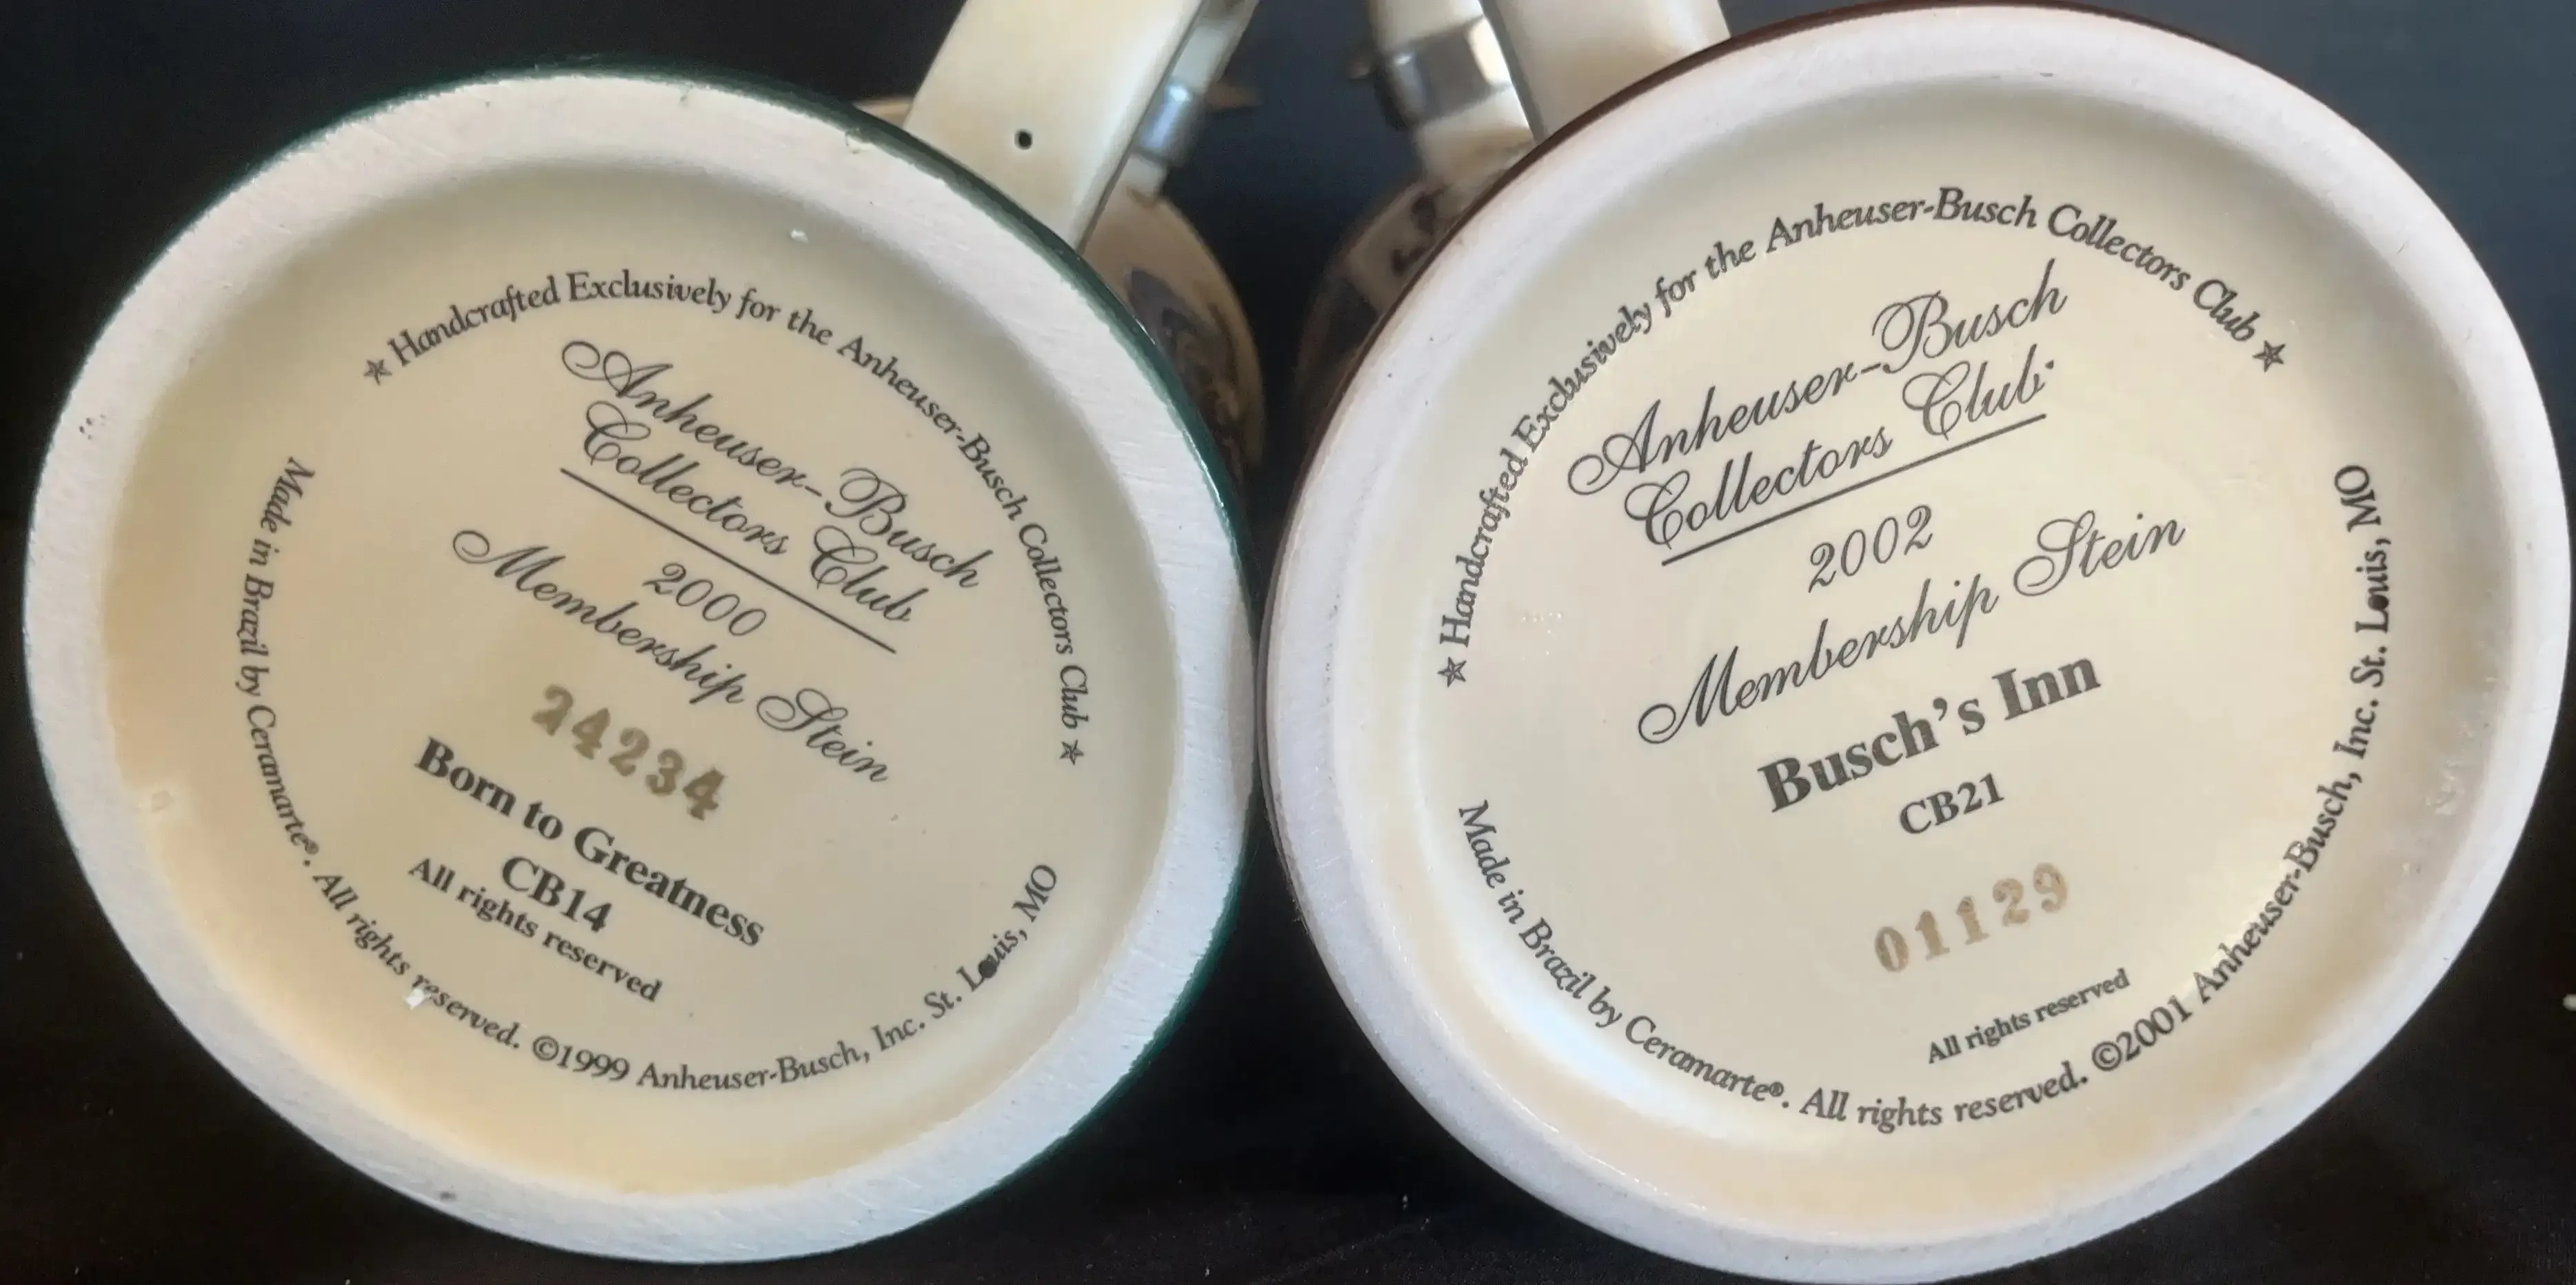 ★ Handcrafted Exclusively for the Anheuser-Busch Collectors Club ★
Anheuser-Busch
Collectors Club
2000
Membership Stein
24234
Born to Greatness
CB14
All rights reserved
Made in Brazil by Ceramarte®. All rights reserved. ©1999 Anheuser-Busch, Inc. St. Louis, MO
★ Handcrafted Exclusively for the Anheuser-Busch Collectors Club ★
Anheuser-Busch
Collectors Club
2002
Membership Stein
Busch's Inn
CB21
01129
All rights reserved
Made in Brazil by Ceramarte®. All rights reserved. ©2001 Anheuser-Busch, Inc. St. Louis, MO